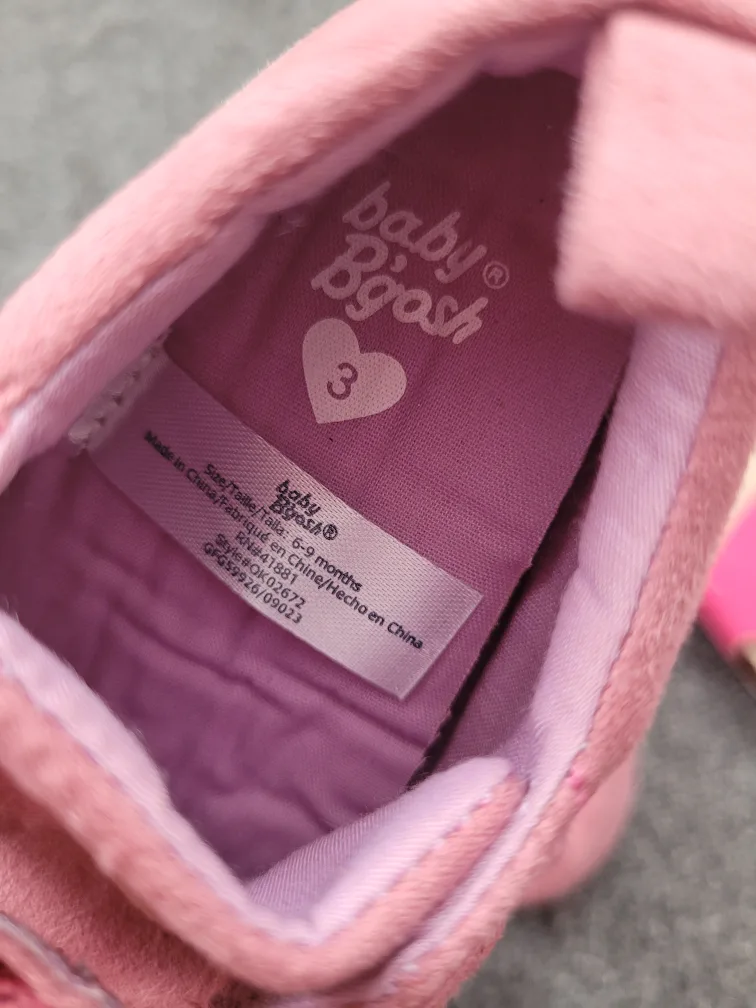 baby
B'gosh®
3
baby
B'gosh®
Size/Taille/Talla: 6-9 months
Made in China/Fabriqué en Chine/Hecho en China
RN#41881
Style#OK02672
GFG59926/09023